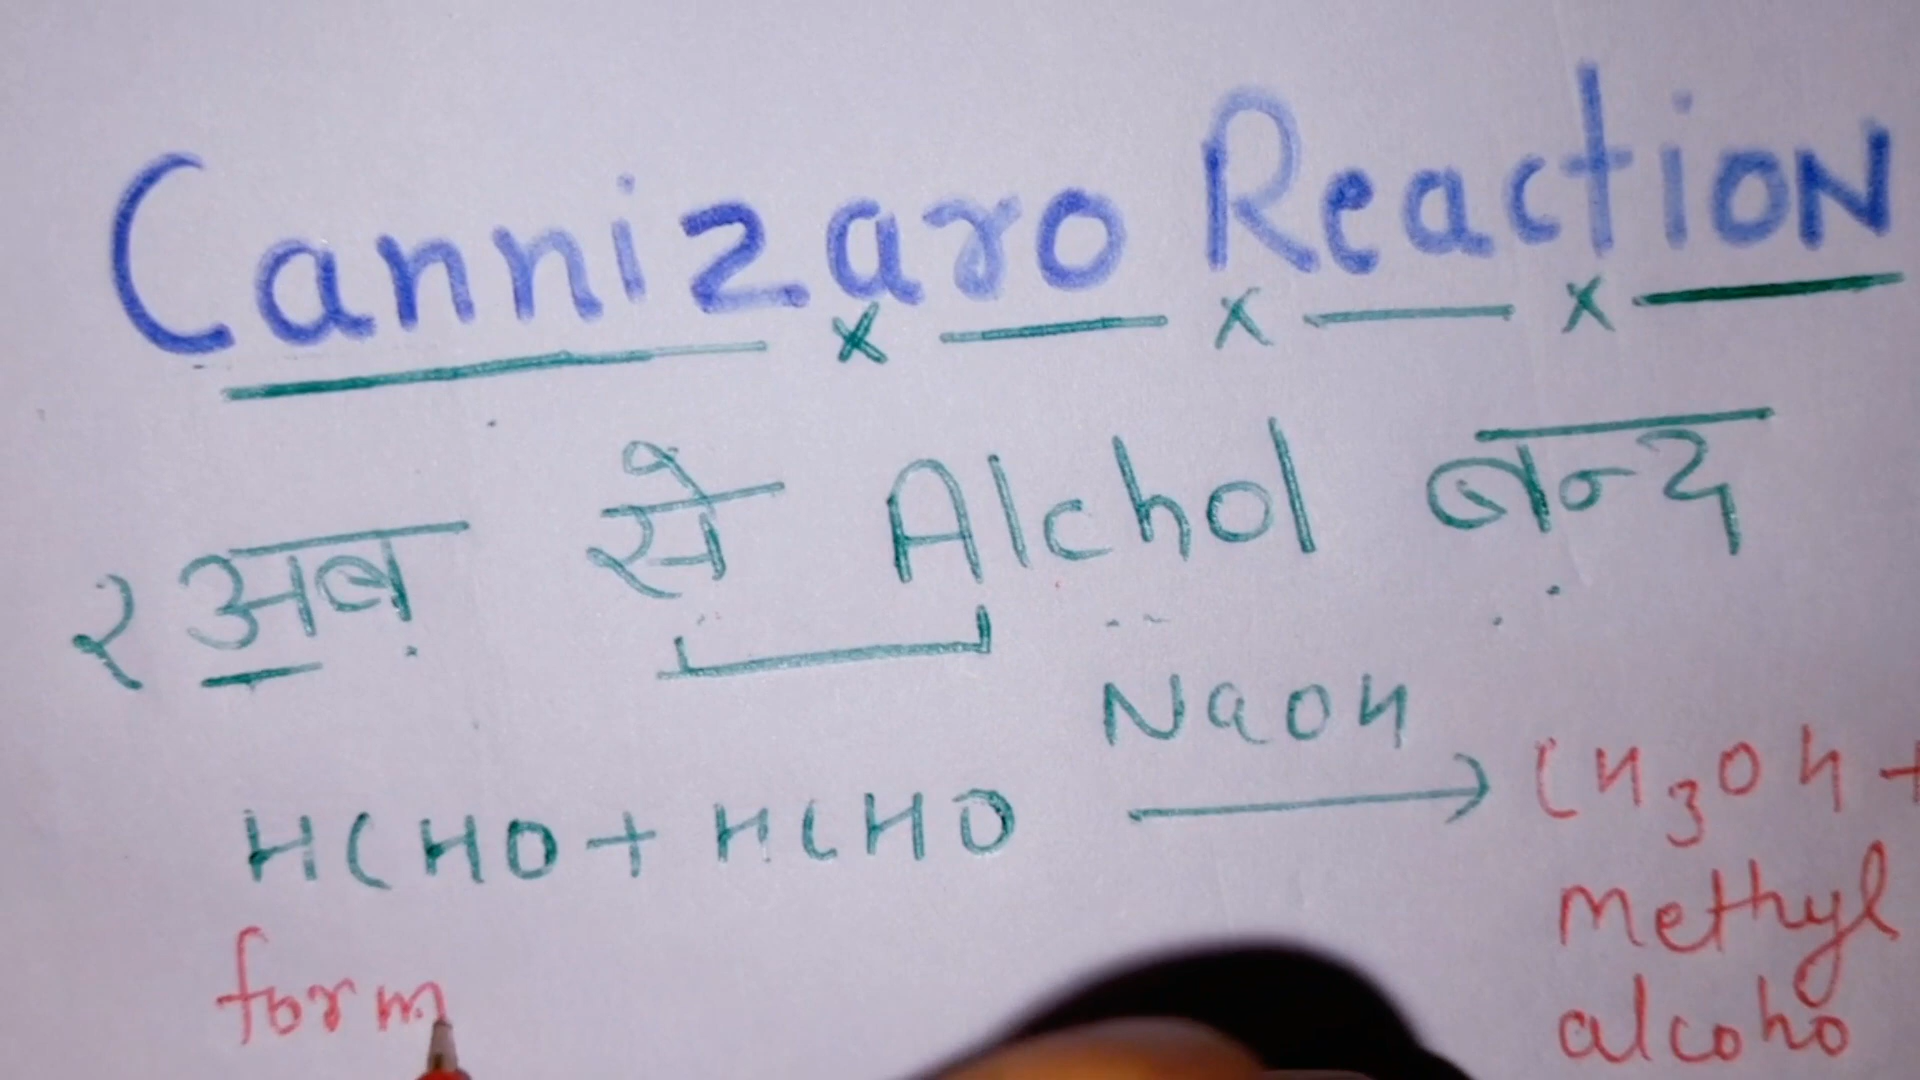 Cannizaro Reaction
२ अब से Alchol बन्द
NaOH
HCHO + HCHO → CH3OH +
methyl
form
alcoho